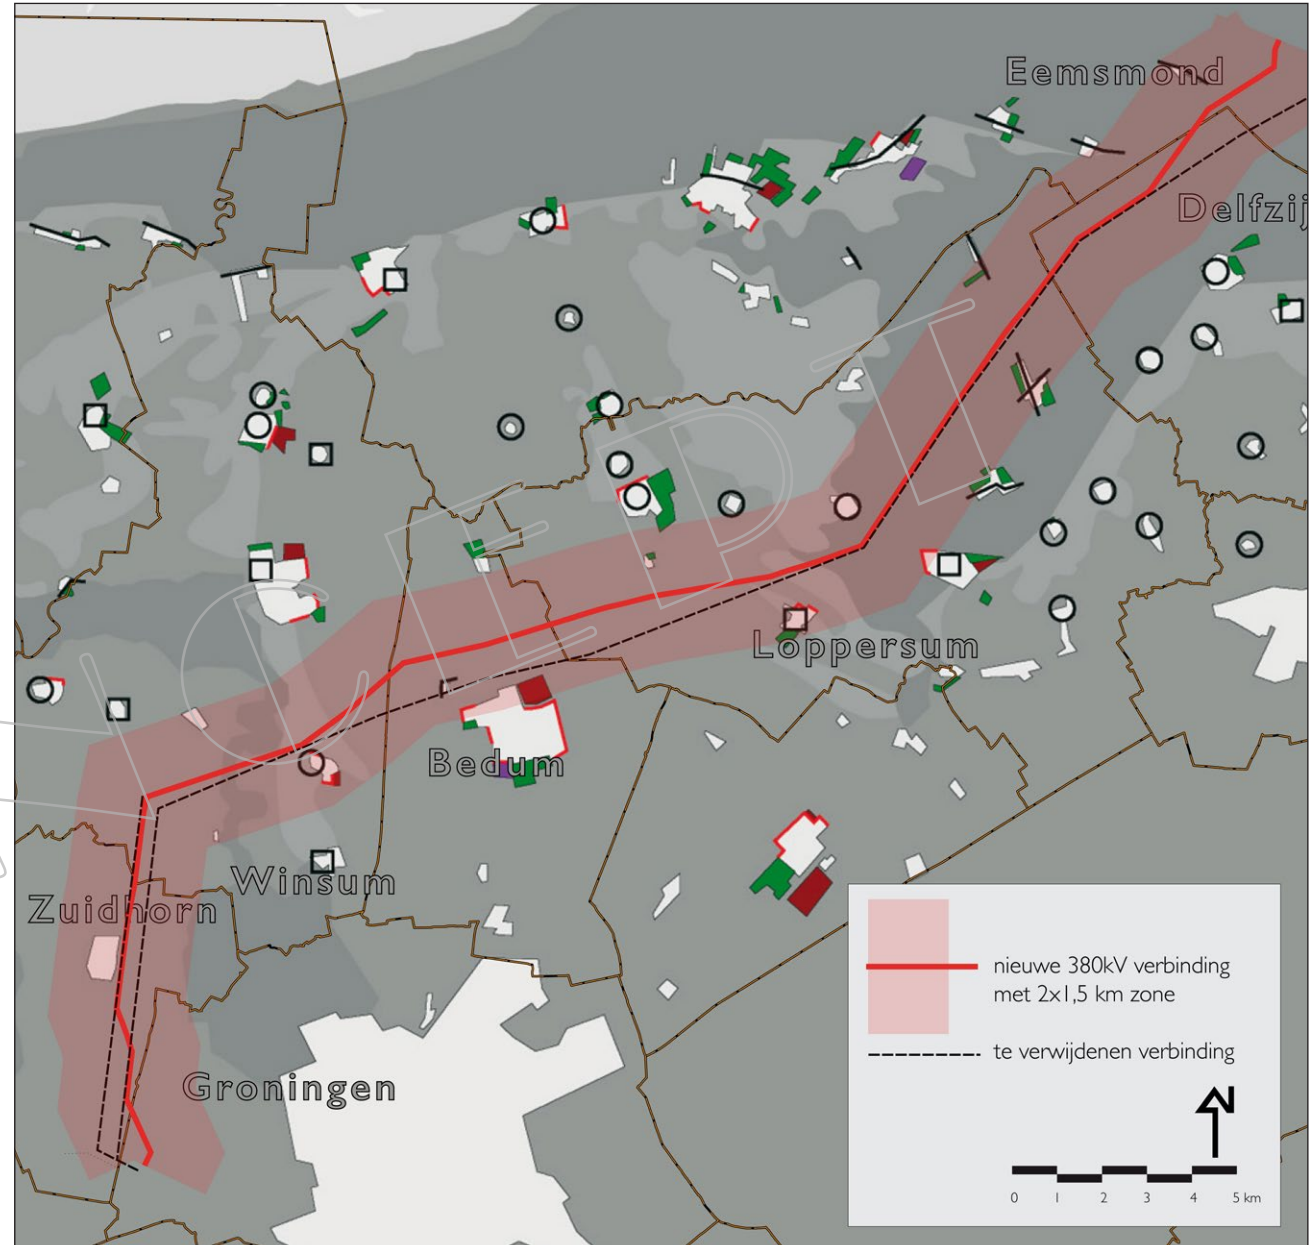 Eemsmond
Delfzij
Loppersum
Bedum
Winsum
Zuidhorn
Groningen
nieuwe 380kV verbinding
met 2x1,5 km zone
te verwijdenen verbinding
N
0 1 2 3 4 5 km